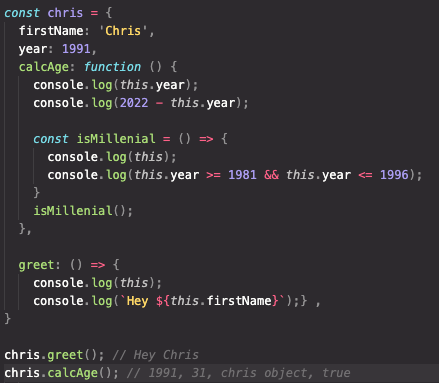 const chris = {
  firstName: 'Chris',
  year: 1991,
  calcAge: function () {
    console.log(this.year);
    console.log(2022 - this.year);

    const isMillenial = () => {
      console.log(this);
      console.log(this.year >= 1981 && this.year <= 1996);
    }
    isMillenial();
  },

  greet: () => {
    console.log(this);
    console.log(`Hey ${this.firstName}`);} ,
}

chris.greet(); // Hey Chris
chris.calcAge(); // 1991, 31, chris object, true